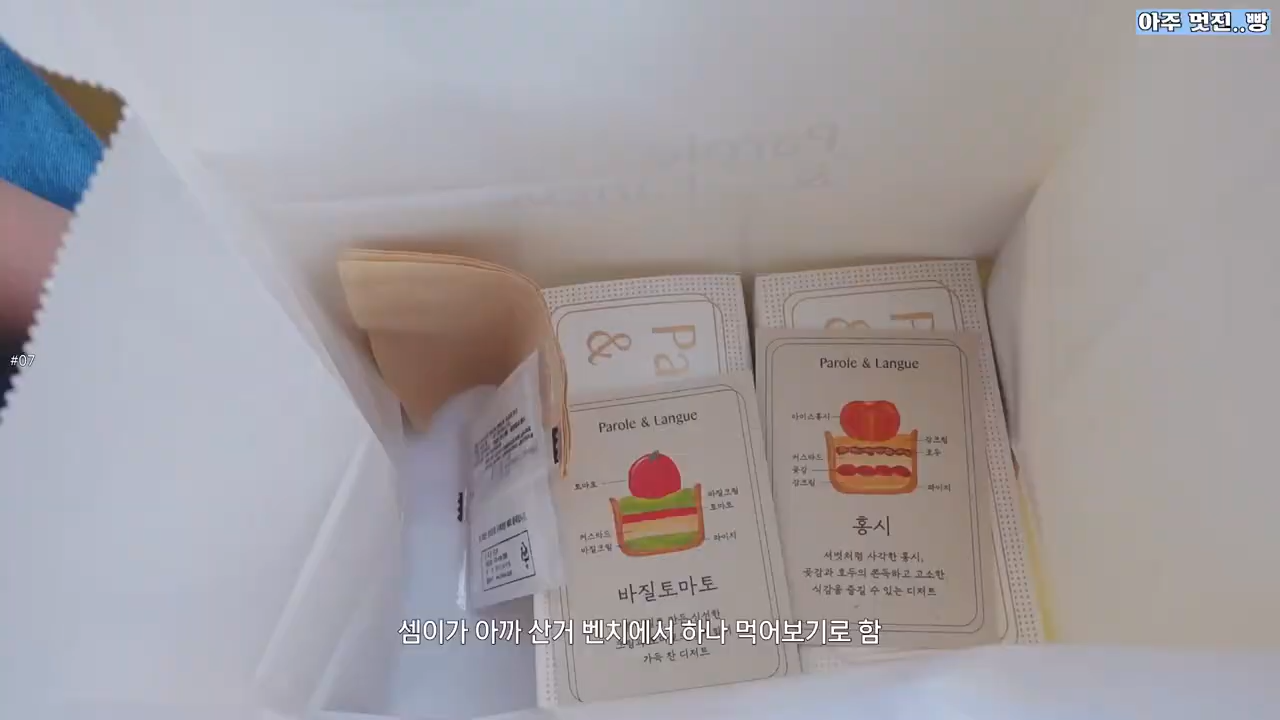 아주 멋진..빵
#07
Pa
&
P
&
Parole & Langue
토마토
바질크림
토마토
커스타드
바질크림
파이지
바질토마토
가득 찬 디저트
Parole & Langue
아이스홍시
감크림
호두
커스타드
곶감
감크림
파이지
홍시
셔벗처럼 사각한 홍시,
곶감과 호두의 쫀득하고 고소한
식감을 즐길 수 있는 디저트
셈이가 아까 산거 벤치에서 하나 먹어보기로 함